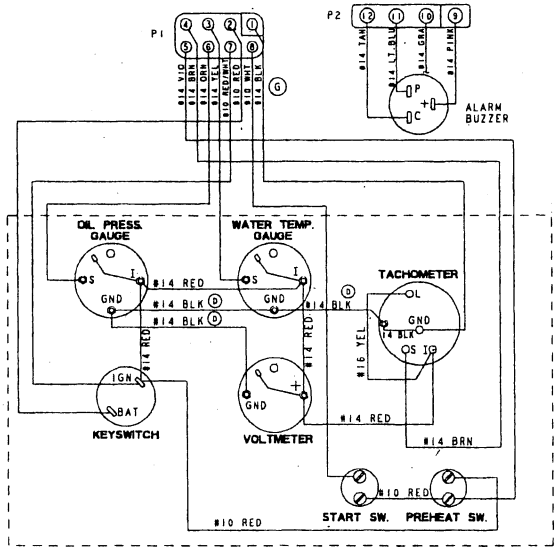 P1
4 3 2 1
5 6 7 8
#14 VIO
#14 BRN
#14 ORN
#14 YEL
#10 RED/WHT
#10 RED
#10 WHT
#14 BLK
G
P2
12 11 10 9
#14 TAN
#14 LT.BLU
#14 GRA
#14 PINK
P
+
C
ALARM
BUZZER
OIL PRESS.
GAUGE
WATER TEMP.
GAUGE
TACHOMETER
S
I
GND
#14 RED
S
I
GND
#14 BLK D
#14 BLK D
#14 BLK
D
L
GND
14 BLK
S I
#14 RED
#14 RED
#16 YEL
IGN
BAT
KEYSWITCH
GND
+
VOLTMETER
#14 RED
#14 BRN
#10 RED
#10 RED
START SW.
PREHEAT SW.